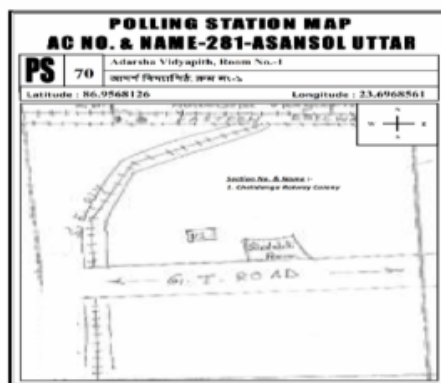 POLLING STATION MAP
AC NO. & NAME-281-ASANSOL UTTAR
PS 70 Adarsha Vidyapith, Room No.-1
আদর্শ বিদ্যাপিঠ, রুম নং-১
Latitude : 86.9568126 Longitude : 23.6968561
N
W E
S
Section No. & Name :-
1. Chelidanga Railway Colony
G. T. ROAD